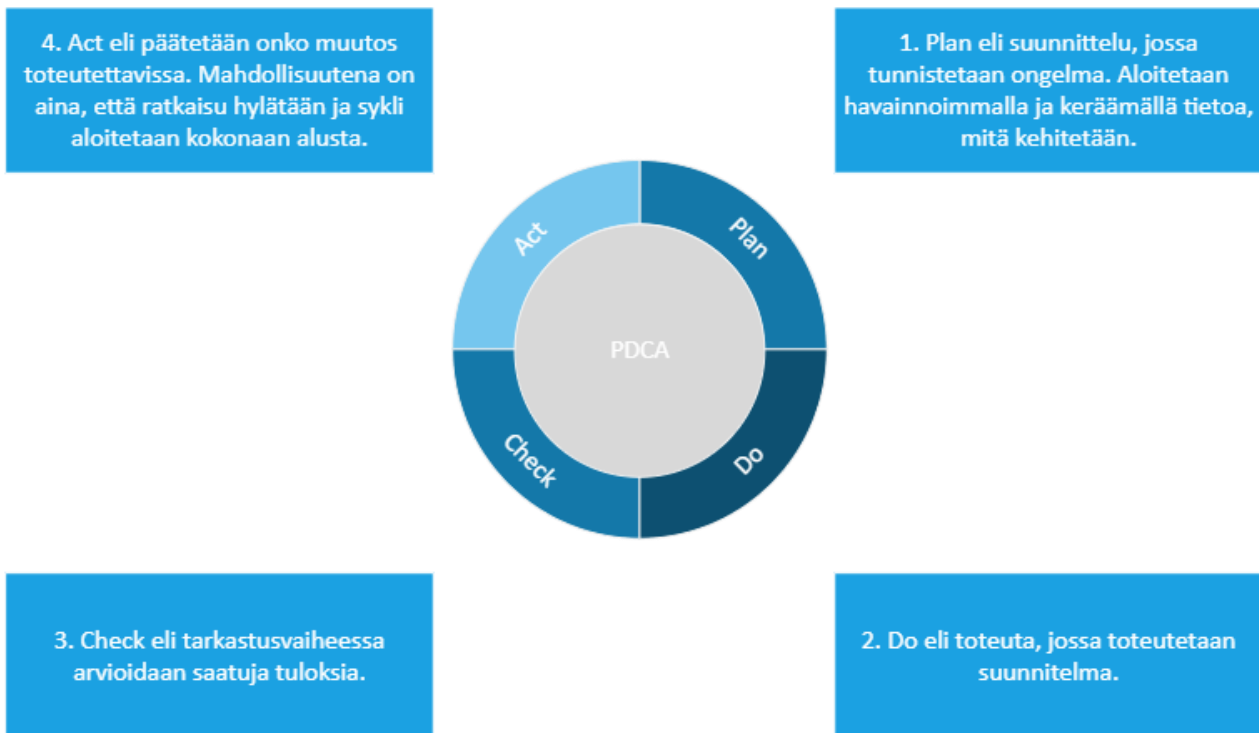 4. Act eli päätetään onko muutos
toteutettavissa. Mahdollisuutena on
aina, että ratkaisu hylätään ja sykli
aloitetaan kokonaan alusta.
1. Plan eli suunnittelu, jossa
tunnistetaan ongelma. Aloitetaan
havainnoimmalla ja keräämällä tietoa,
mitä kehitetään.
Act
Plan
PDCA
Check
Do
3. Check eli tarkastusvaiheessa
arvioidaan saatuja tuloksia.
2. Do eli toteuta, jossa toteutetaan
suunnitelma.